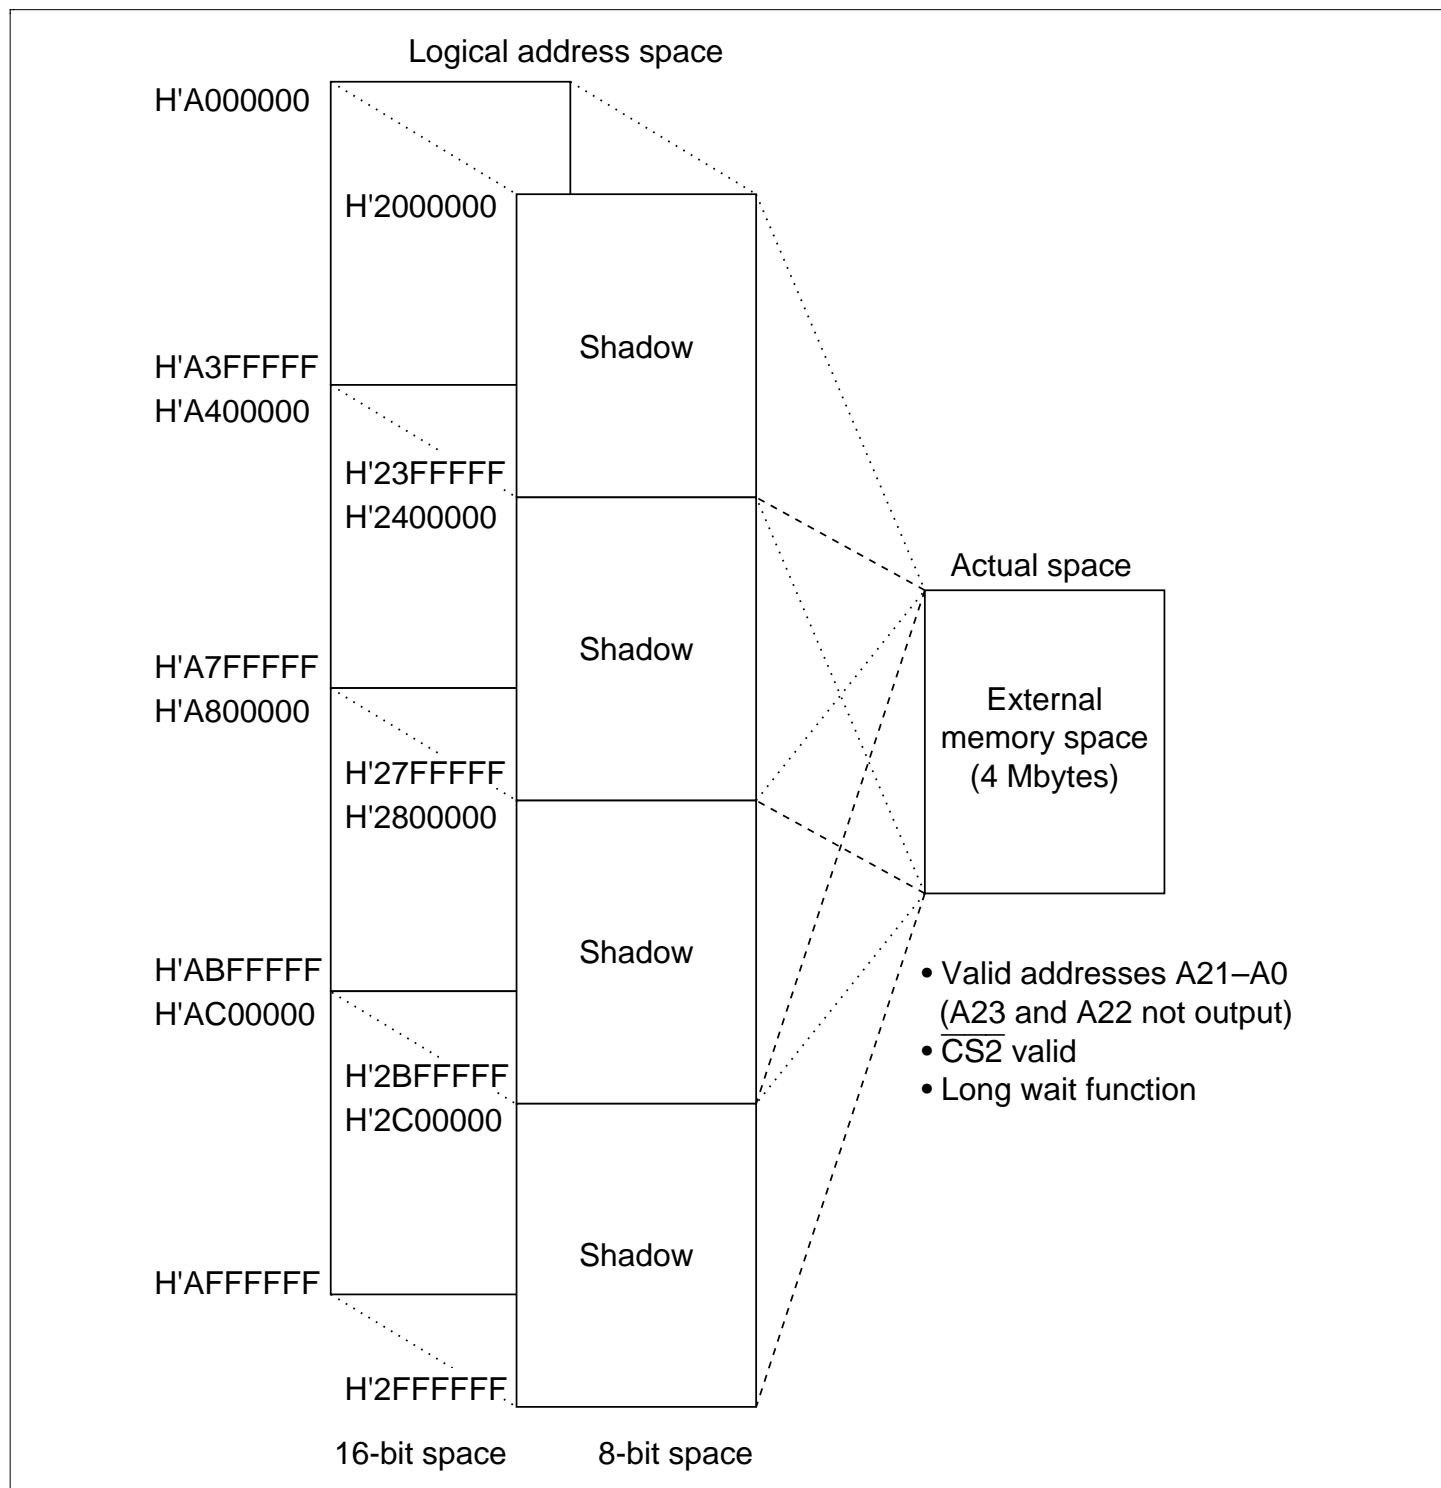 Logical address space
H'A000000
H'2000000
Shadow
H'A3FFFFF
H'A400000
H'23FFFFF
H'2400000
Actual space
Shadow
H'A7FFFFF
H'A800000
External
memory space
(4 Mbytes)
H'27FFFFF
H'2800000
Shadow
H'ABFFFFF
H'AC00000
• Valid addresses A21–A0
(A23 and A22 not output)
• C̅S̅2̅ valid
• Long wait function
H'2BFFFFF
H'2C00000
Shadow
H'AFFFFFF
H'2FFFFFF
16-bit space 8-bit space